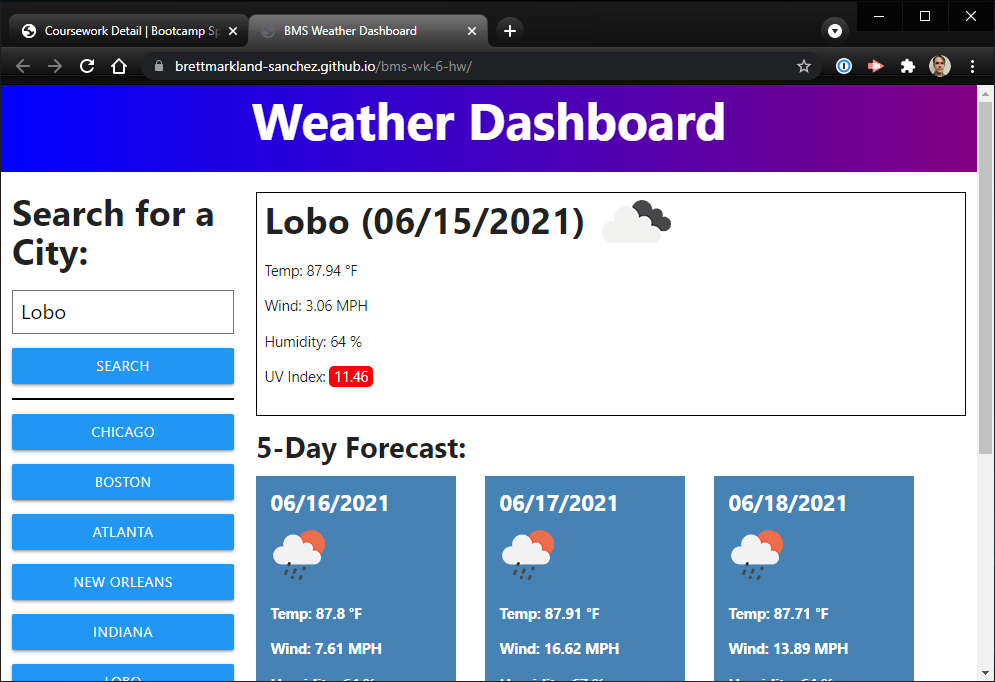 Coursework Detail | Bootcamp Sp
BMS Weather Dashboard
brettmarkland-sanchez.github.io/bms-wk-6-hw/
Weather Dashboard
Search for a
City:
Lobo
SEARCH
CHICAGO
BOSTON
ATLANTA
NEW ORLEANS
INDIANA
LOBO
Lobo (06/15/2021)
Temp: 87.94 °F
Wind: 3.06 MPH
Humidity: 64 %
UV Index: 11.46
5-Day Forecast:
06/16/2021
Temp: 87.8 °F
Wind: 7.61 MPH
06/17/2021
Temp: 87.91 °F
Wind: 16.62 MPH
06/18/2021
Temp: 87.71 °F
Wind: 13.89 MPH